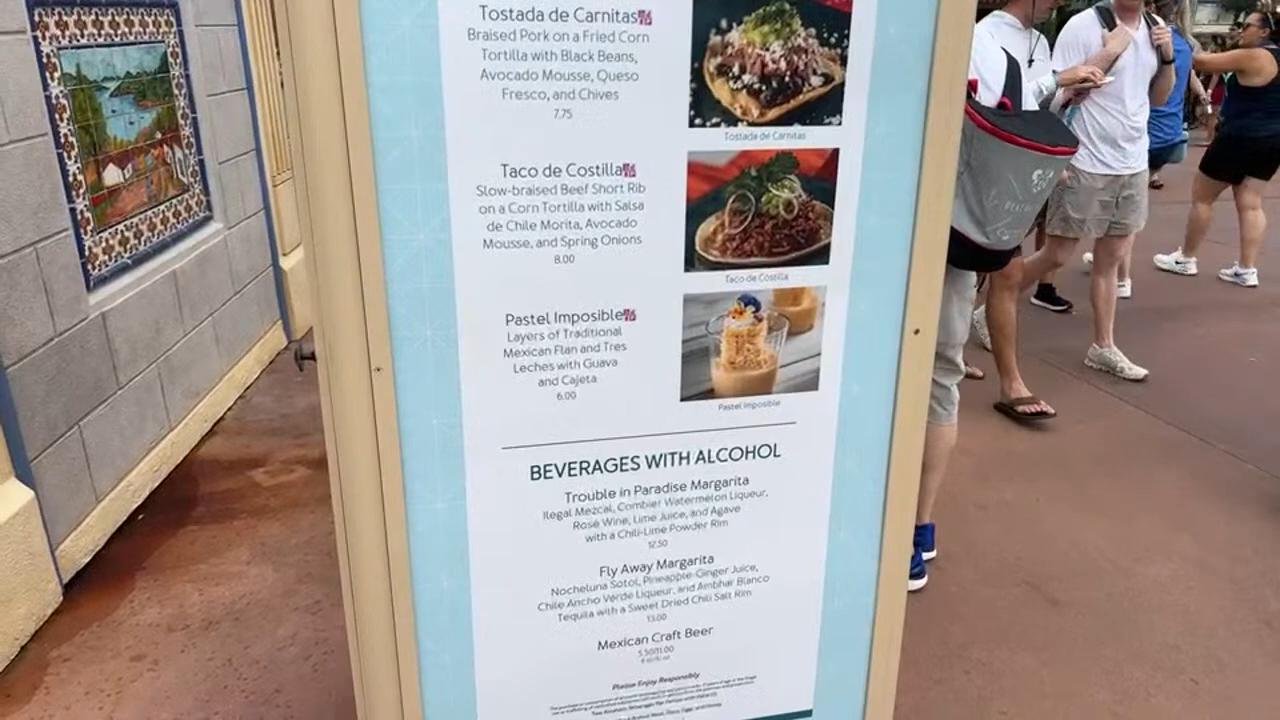 Tostada de Carnitas
Braised Pork on a Fried Corn
Tortilla with Black Beans,
Avocado Mousse, Queso
Fresco, and Chives
7.75
Tostada de Carnitas
Taco de Costilla
Slow-braised Beef Short Rib
on a Corn Tortilla with Salsa
de Chile Morita, Avocado
Mousse, and Spring Onions
8.00
Taco de Costilla
Pastel Imposible
Layers of Traditional
Mexican Flan and Tres
Leches with Guava
and Cajeta
6.00
Pastel Imposible
BEVERAGES WITH ALCOHOL
Trouble in Paradise Margarita
Ilegal Mezcal, Combier Watermelon Liqueur,
Rosé Wine, Lime Juice, and Agave
with a Chili-Lime Powder Rim
12.50
Fly Away Margarita
Nocheluna Sotol, Pineapple-Ginger Juice,
Chile Ancho Verde Liqueur, and Ambhar Blanco
Tequila with a Sweet Dried Chili Salt Rim
13.00
Mexican Craft Beer
5.50/11.00
Please Enjoy Responsibly